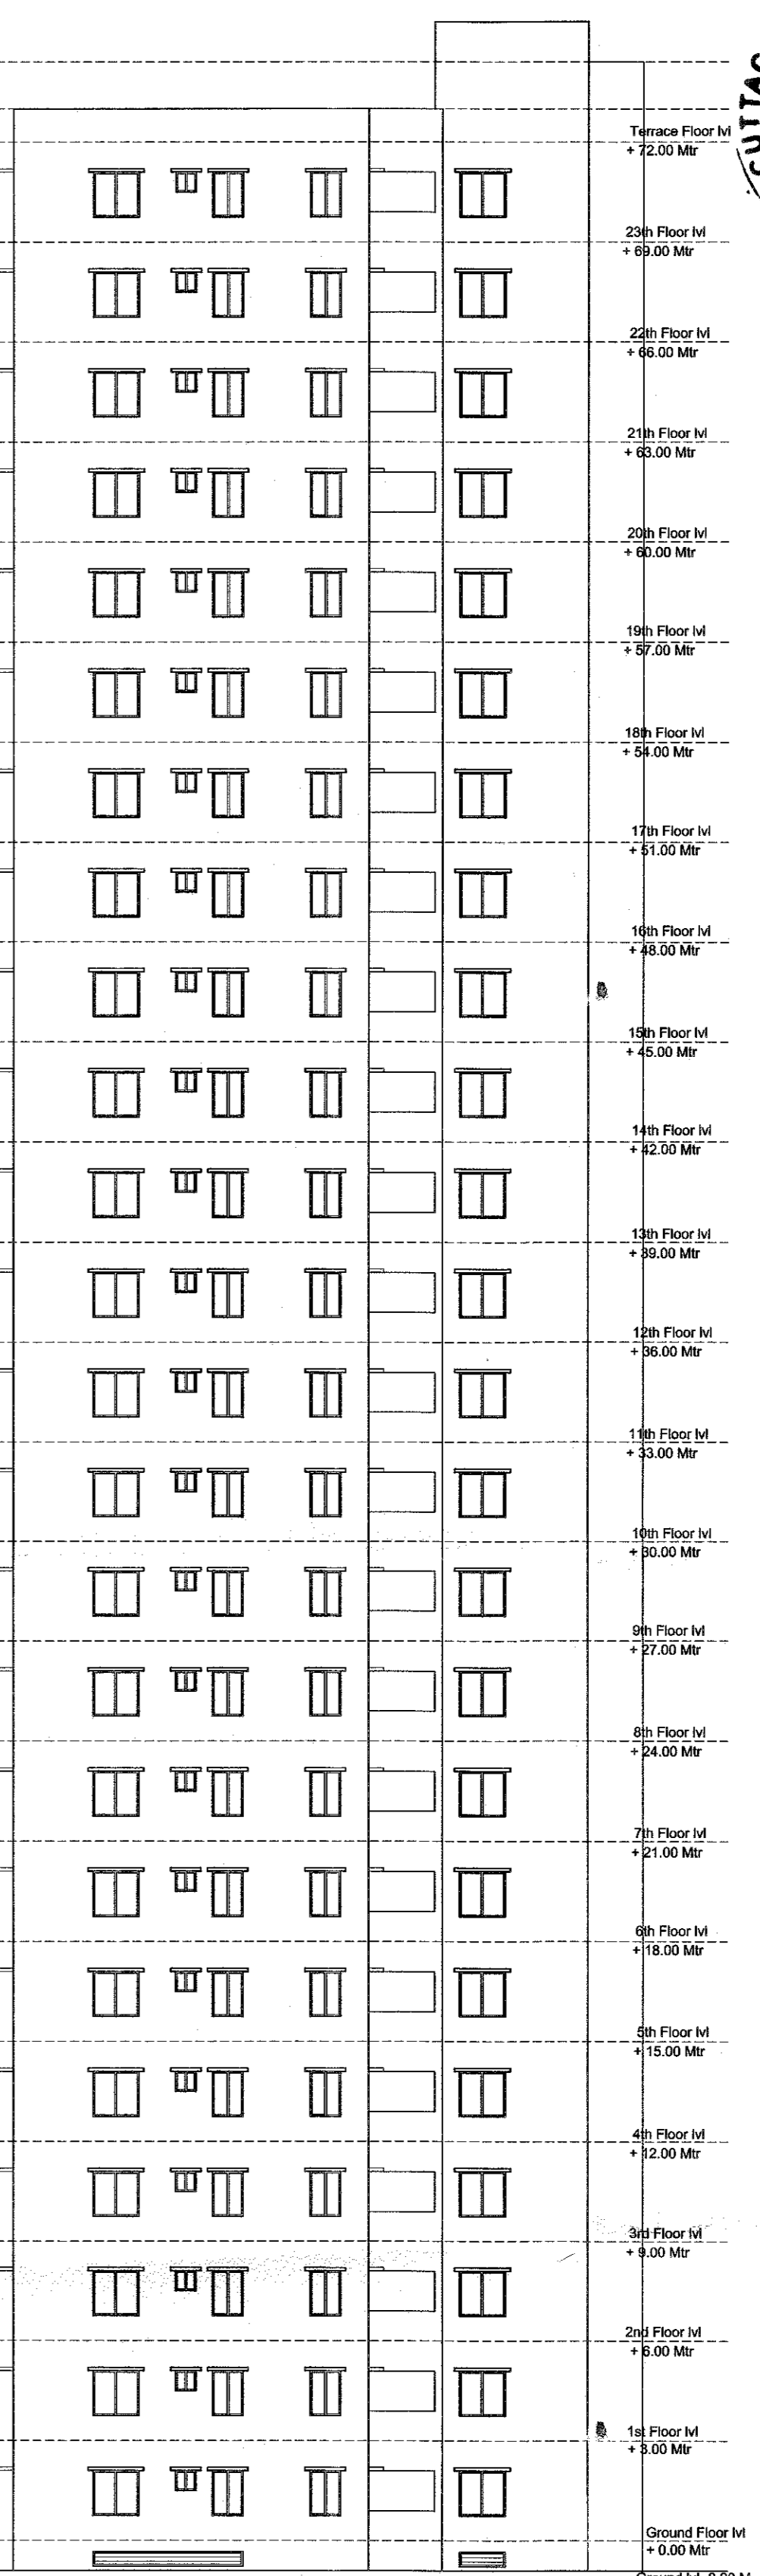 Terrace Floor lvl
+ 72.00 Mtr
23th Floor lvl
+ 69.00 Mtr
22th Floor lvl
+ 66.00 Mtr
21th Floor lvl
+ 63.00 Mtr
20th Floor lvl
+ 60.00 Mtr
19th Floor lvl
+ 57.00 Mtr
18th Floor lvl
+ 54.00 Mtr
17th Floor lvl
+ 51.00 Mtr
16th Floor lvl
+ 48.00 Mtr
15th Floor lvl
+ 45.00 Mtr
14th Floor lvl
+ 42.00 Mtr
13th Floor lvl
+ 39.00 Mtr
12th Floor lvl
+ 36.00 Mtr
11th Floor lvl
+ 33.00 Mtr
10th Floor lvl
+ 30.00 Mtr
9th Floor lvl
+ 27.00 Mtr
8th Floor lvl
+ 24.00 Mtr
7th Floor lvl
+ 21.00 Mtr
6th Floor lvl
+ 18.00 Mtr
5th Floor lvl
+ 15.00 Mtr
4th Floor lvl
+ 12.00 Mtr
3rd Floor lvl
+ 9.00 Mtr
2nd Floor lvl
+ 6.00 Mtr
1st Floor lvl
+ 3.00 Mtr
Ground Floor lvl
+ 0.00 Mtr